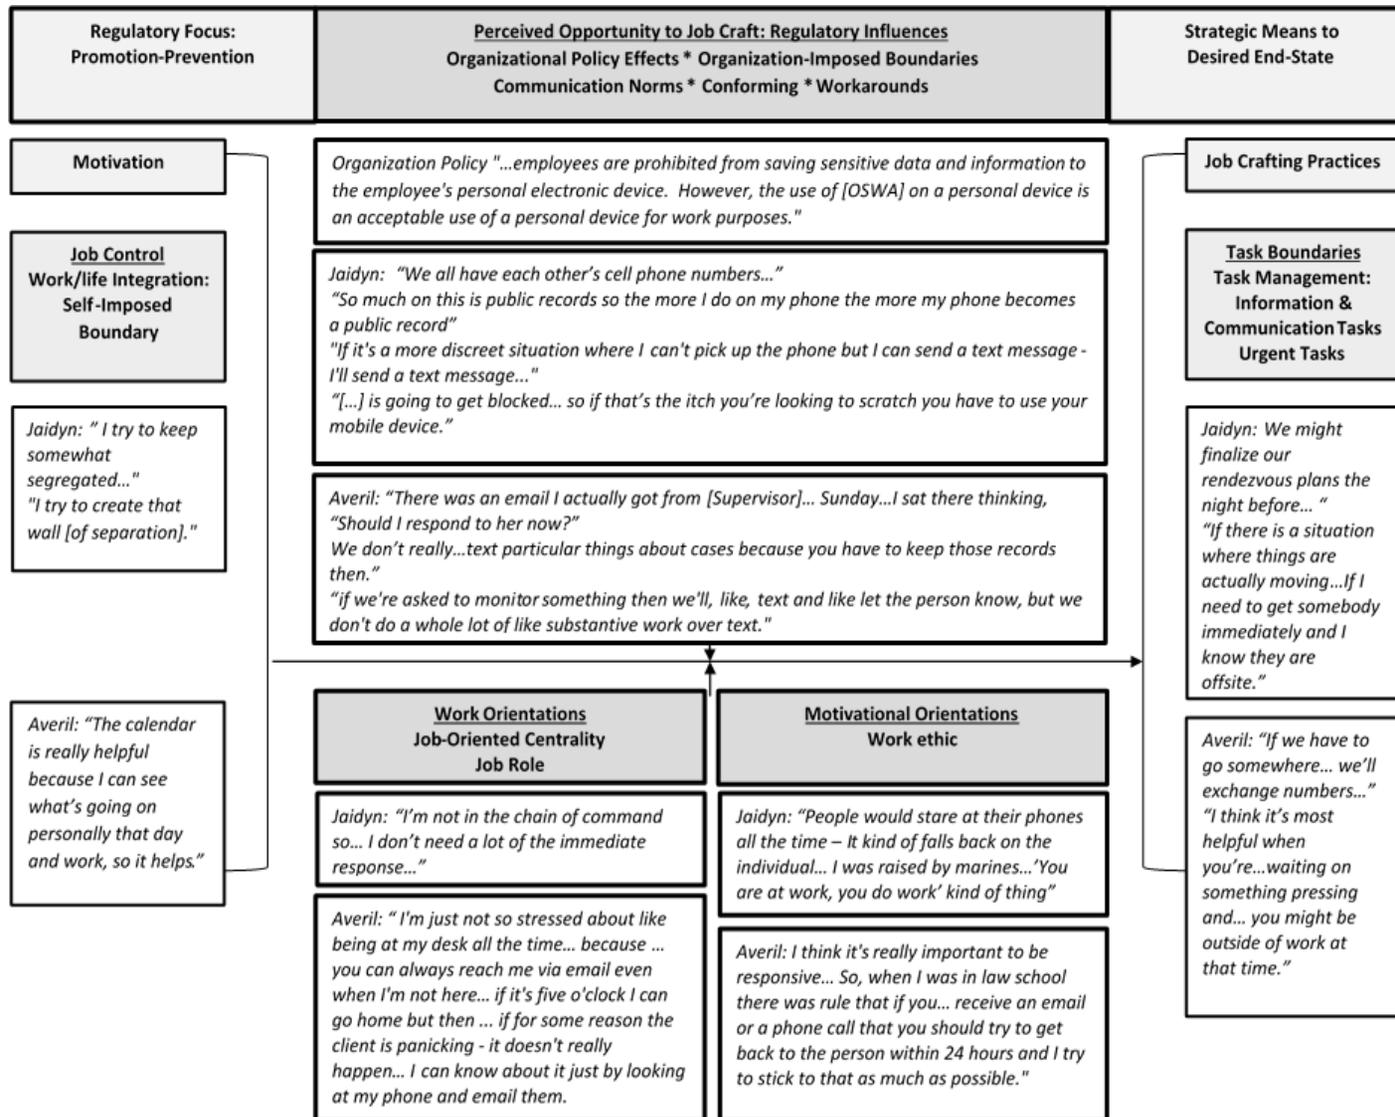 Regulatory Focus:
Promotion-Prevention
Perceived Opportunity to Job Craft: Regulatory Influences
Organizational Policy Effects * Organization-Imposed Boundaries
Communication Norms * Conforming * Workarounds
Strategic Means to
Desired End-State
Motivation
Job Control
Work/life Integration:
Self-Imposed
Boundary
Jaidyn: " I try to keep
somewhat
segregated..."
"I try to create that
wall [of separation]."
Averil: “The calendar
is really helpful
because I can see
what’s going on
personally that day
and work, so it helps.”
Organization Policy "...employees are prohibited from saving sensitive data and information to
the employee's personal electronic device. However, the use of [OSWA] on a personal device is
an acceptable use of a personal device for work purposes."
Jaidyn: “We all have each other’s cell phone numbers…”
“So much on this is public records so the more I do on my phone the more my phone becomes
a public record”
"If it's a more discreet situation where I can't pick up the phone but I can send a text message -
I'll send a text message..."
“[…] is going to get blocked… so if that’s the itch you’re looking to scratch you have to use your
mobile device.”
Averil: “There was an email I actually got from [Supervisor]… Sunday…I sat there thinking,
“Should I respond to her now?”
We don’t really…text particular things about cases because you have to keep those records
then.”
“if we're asked to monitor something then we'll, like, text and like let the person know, but we
don't do a whole lot of like substantive work over text."
Work Orientations
Job-Oriented Centrality
Job Role
Jaidyn: “I’m not in the chain of command
so… I don’t need a lot of the immediate
response…”
Averil: “ I'm just not so stressed about like
being at my desk all the time… because …
you can always reach me via email even
when I'm not here… if it's five o'clock I can
go home but then … if for some reason the
client is panicking - it doesn't really
happen… I can know about it just by looking
at my phone and email them.
Motivational Orientations
Work ethic
Jaidyn: “People would stare at their phones
all the time – It kind of falls back on the
individual… I was raised by marines…’You
are at work, you do work’ kind of thing”
Averil: I think it's really important to be
responsive… So, when I was in law school
there was rule that if you… receive an email
or a phone call that you should try to get
back to the person within 24 hours and I try
to stick to that as much as possible."
Job Crafting Practices
Task Boundaries
Task Management:
Information &
Communication Tasks
Urgent Tasks
Jaidyn: We might
finalize our
rendezvous plans the
night before… “
“If there is a situation
where things are
actually moving…If I
need to get somebody
immediately and I
know they are
offsite.”
Averil: “If we have to
go somewhere… we’ll
exchange numbers…”
“I think it’s most
helpful when
you’re…waiting on
something pressing
and… you might be
outside of work at
that time.”